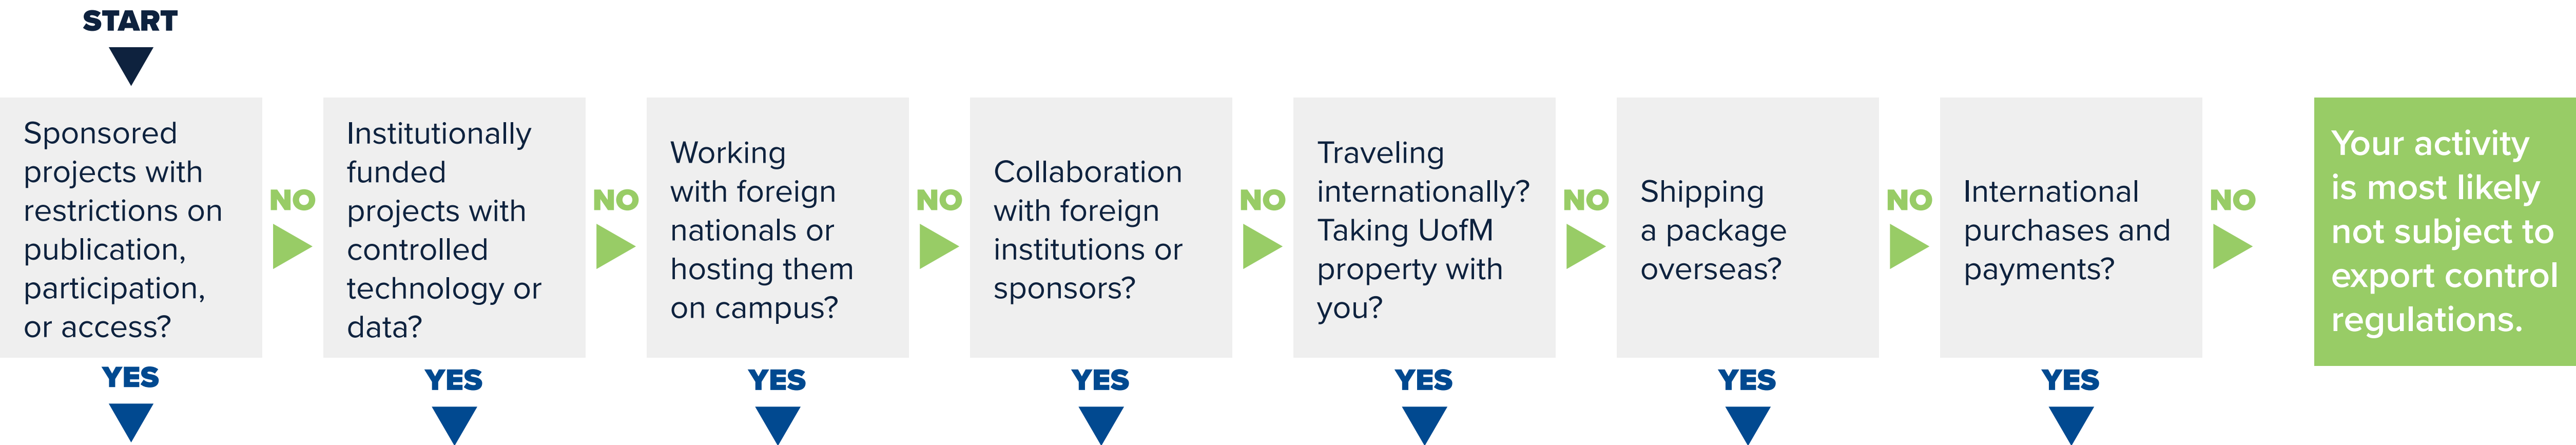 START
Sponsored
projects with
restrictions on
publication,
participation,
or access?
YES
NO
Institutionally
funded
projects with
controlled
technology or
data?
YES
NO
Working
with foreign
nationals or
hosting them
on campus?
YES
NO
Collaboration
with foreign
institutions or
sponsors?
YES
NO
Traveling
internationally?
Taking UofM
property with
you?
YES
NO
Shipping
a package
overseas?
YES
NO
International
purchases and
payments?
YES
NO
Your activity
is most likely
not subject to
export control
regulations.